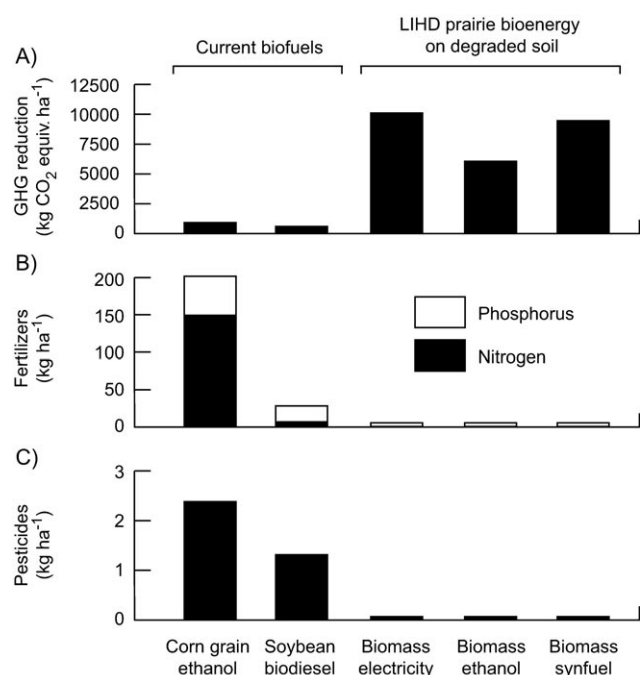 Current biofuels
LIHD prairie bioenergy
on degraded soil
A)
GHG reduction
(kg CO₂ equiv. ha⁻¹)
12500
10000
7500
5000
2500
0
B)
Fertilizers
(kg ha⁻¹)
200
150
100
50
0
Phosphorus
Nitrogen
C)
Pesticides
(kg ha⁻¹)
3
2
1
0
Corn grain
ethanol
Soybean
biodiesel
Biomass
electricity
Biomass
ethanol
Biomass
synfuel